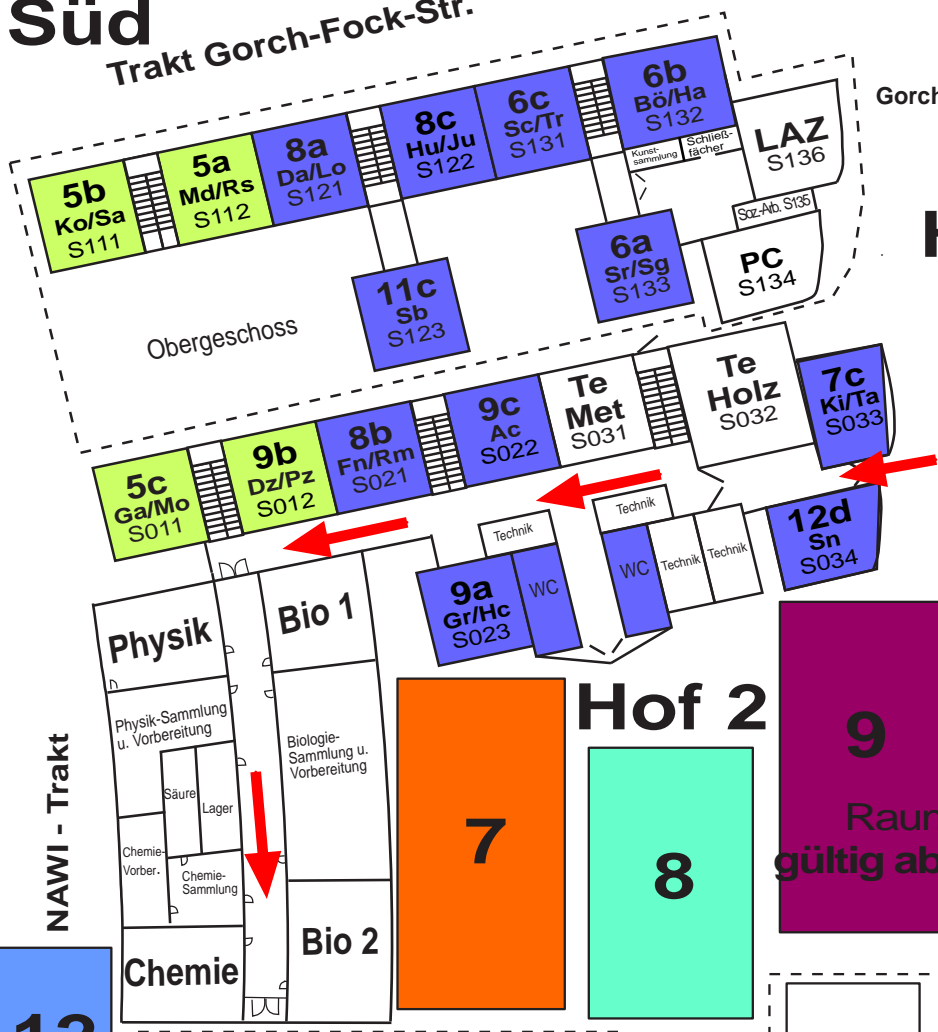 Süd
Trakt Gorch-Fock-Str.
Gorch
6b
Bö/Ha
S132
6c
Sc/Tr
S131
8c
Hu/Ju
S122
8a
Da/Lo
S121
5a
Md/Rs
S112
5b
Ko/Sa
S111
Kunst-
sammlung
Schließ-
fächer
LAZ
S136
Soz.-Arb. S135
H
6a
Sr/Sg
S133
PC
S134
11c
Sb
S123
Obergeschoss
Te
Holz
S032
7c
Ki/Ta
S033
Te
Met
S031
9c
Ac
S022
8b
Fn/Rm
S021
9b
Dz/Pz
S012
5c
Ga/Mo
S011
Technik
Technik
12d
Sn
S034
WC
Technik
Technik
9a
Gr/Hc
S023
WC
Physik
Bio 1
Hof 2
Physik-Sammlung
u. Vorbereitung
Biologie-
Sammlung u.
Vorbereitung
NAWI - Trakt
Säure
Lager
Chemie-
Vorber.
Chemie-
Sammlung
7
8
9
Raum
gültig ab
Chemie
Bio 2
13